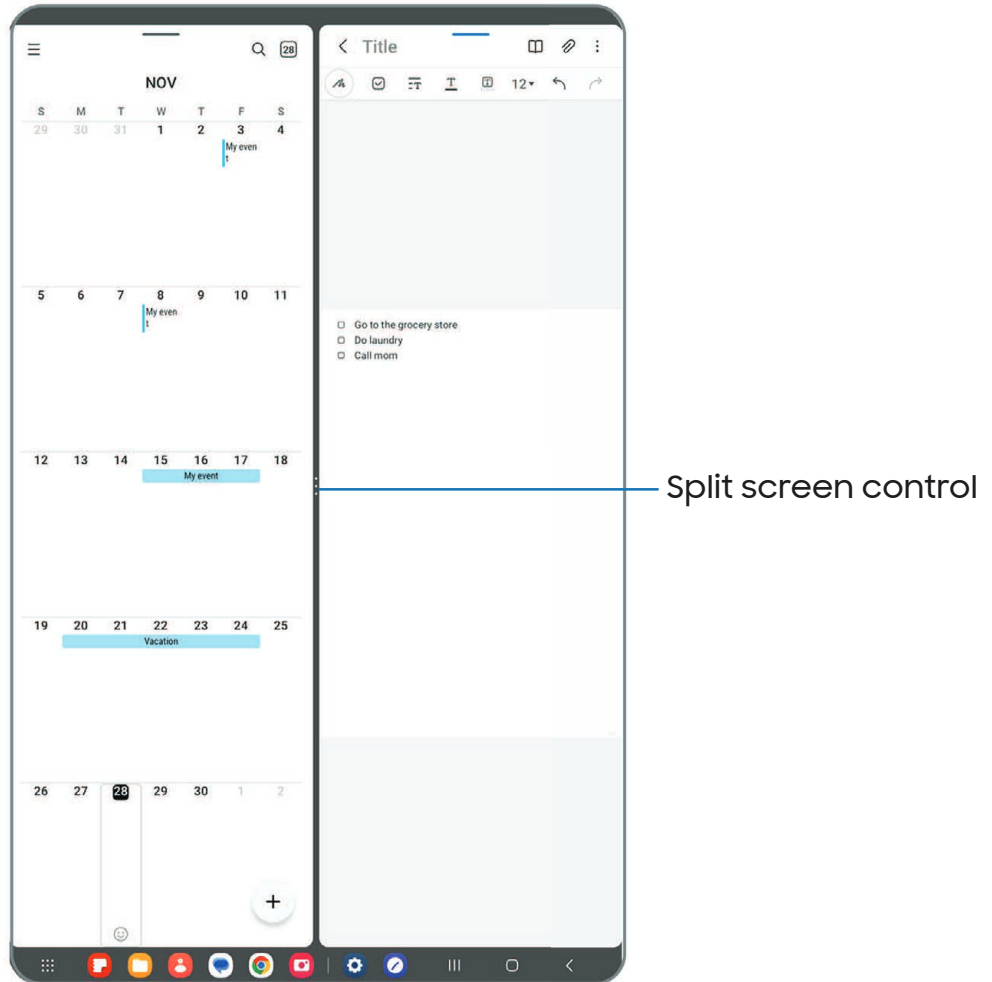 28
NOV
S M T W T F S
29 30 31 1 2 3 4
My even
t
5 6 7 8 9 10 11
My even
t
12 13 14 15 16 17 18
My event
19 20 21 22 23 24 25
Vacation
26 27 28 29 30 1 2
Title
T T T 12
Go to the grocery store
Do laundry
Call mom
Split screen control